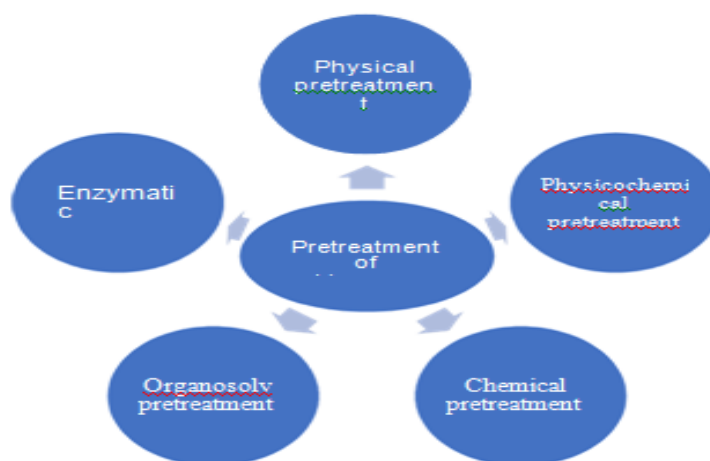 Physical
pretreatmen
t
Enzymati
c
Physicochemi
cal
pretreatment
Pretreatment
of
Organosolv
pretreatment
Chemical
pretreatment